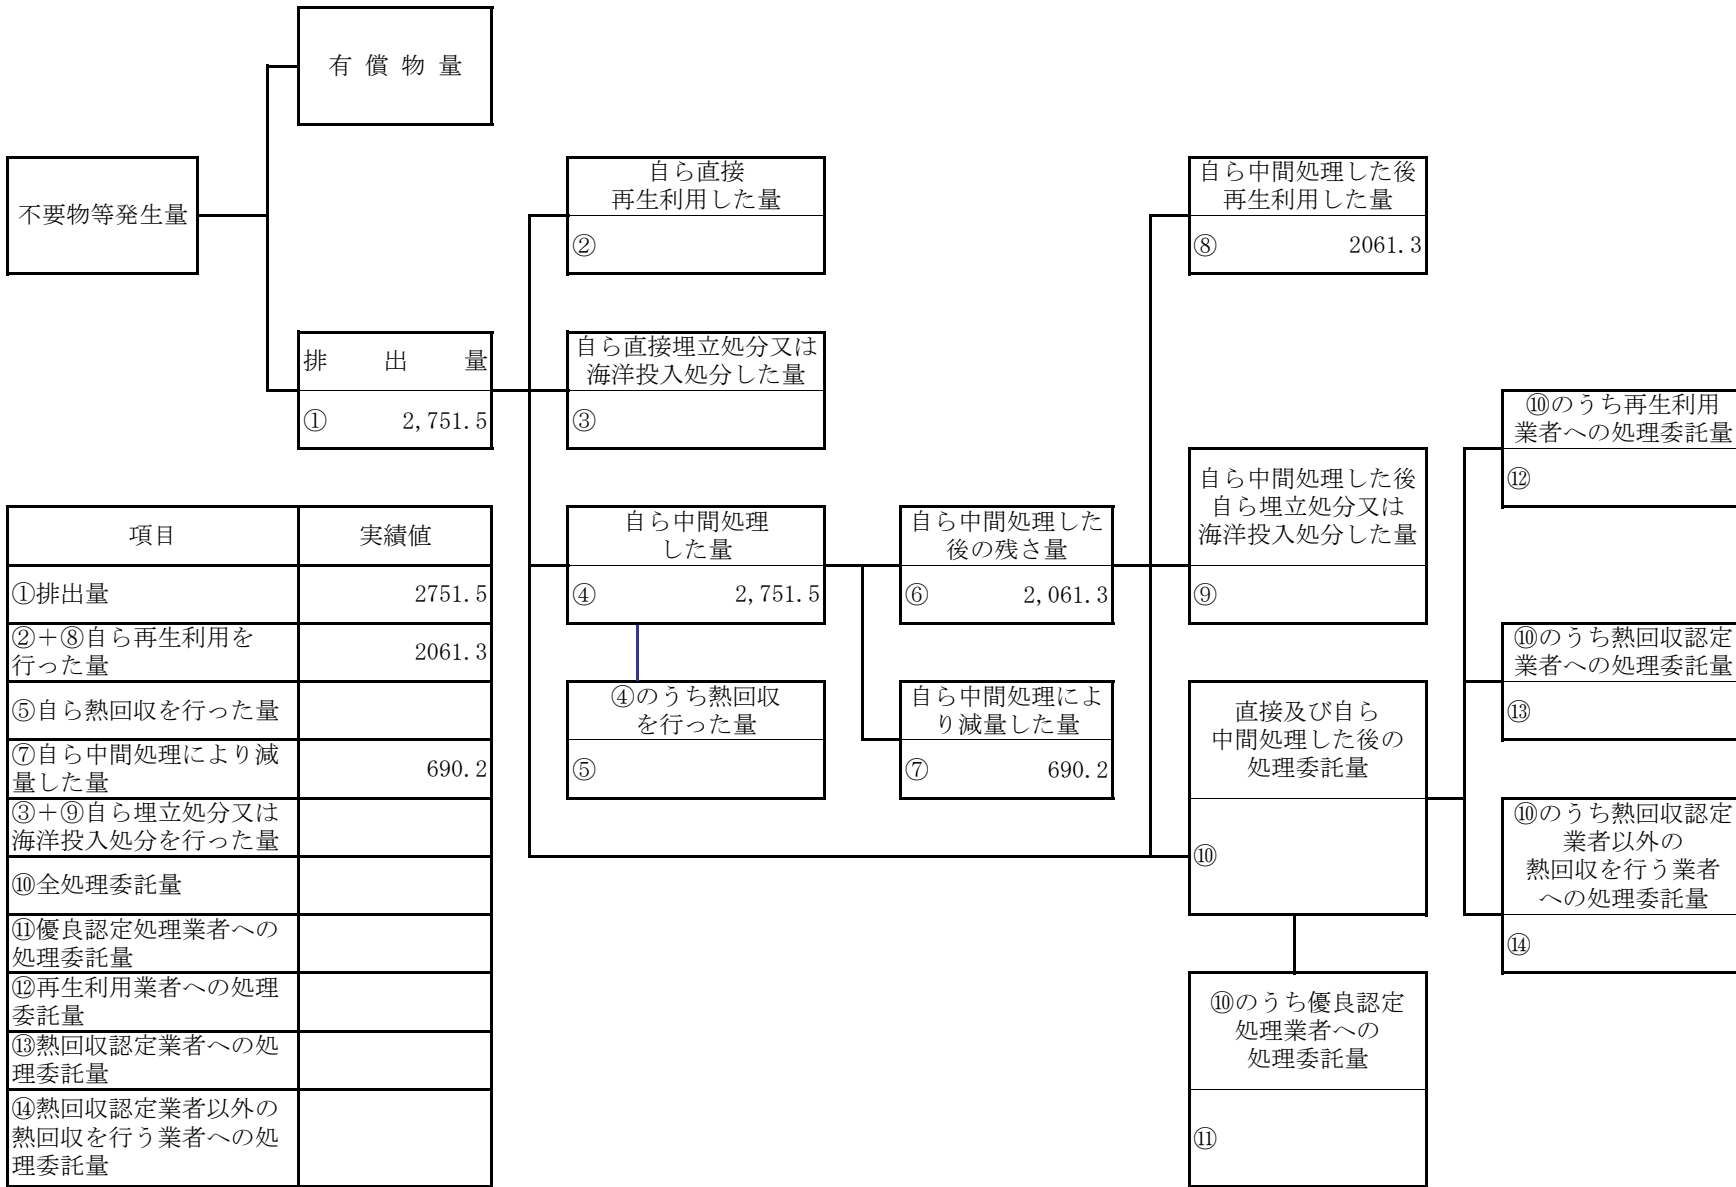 有償物量
不要物等発生量
排出量
① 2,751.5
自ら直接
再生利用した量
②
自ら直接埋立処分又は
海洋投入処分した量
③
自ら中間処理
した量
④ 2,751.5
④のうち熱回収
を行った量
⑤
自ら中間処理した
後の残さ量
⑥ 2,061.3
自ら中間処理によ
り減量した量
⑦ 690.2
自ら中間処理した後
再生利用した量
⑧ 2061.3
自ら中間処理した後
自ら埋立処分又は
海洋投入処分した量
⑨
直接及び自ら
中間処理した後の
処理委託量
⑩
⑩のうち優良認定
処理業者への
処理委託量
⑪
⑩のうち再生利用
業者への処理委託量
⑫
⑩のうち熱回収認定
業者への処理委託量
⑬
⑩のうち熱回収認定
業者以外の
熱回収を行う業者
への処理委託量
⑭
項目 実績値
①排出量 2751.5
②＋⑧自ら再生利用を
行った量 2061.3
⑤自ら熱回収を行った量
⑦自ら中間処理により減
量した量 690.2
③＋⑨自ら埋立処分又は
海洋投入処分を行った量
⑩全処理委託量
⑪優良認定処理業者への
処理委託量
⑫再生利用業者への処理
委託量
⑬熱回収認定業者への処
理委託量
⑭熱回収認定業者以外の
熱回収を行う業者への処
理委託量